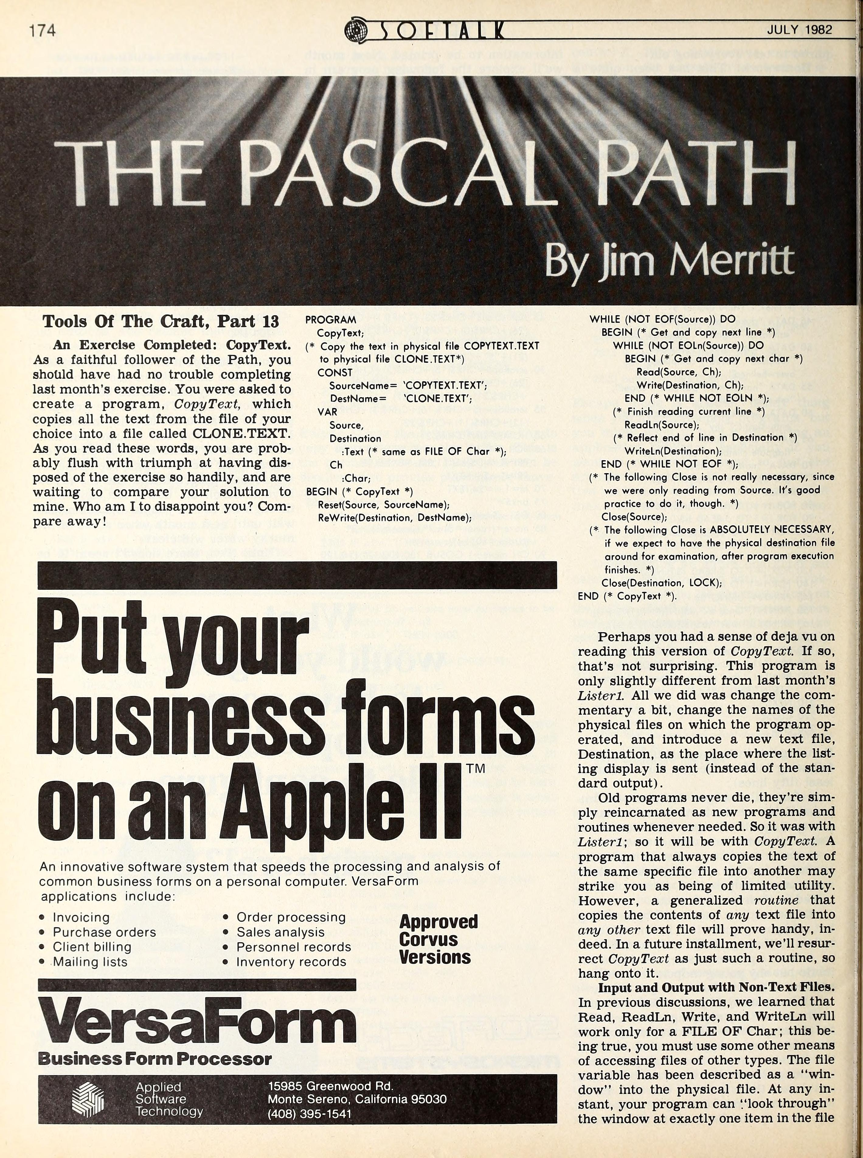 174
SOFTALK
JULY 1982
THE PASCAL PATH
By Jim Merritt
Tools Of The Craft, Part 13
An Exercise Completed: CopyText.
As a faithful follower of the Path, you
should have had no trouble completing
last month's exercise. You were asked to
create a program, CopyText, which
copies all the text from the file of your
choice into a file called CLONE.TEXT.
As you read these words, you are prob-
ably flush with triumph at having dis-
posed of the exercise so handily, and are
waiting to compare your solution to
mine. Who am I to disappoint you? Com-
pare away!
PROGRAM
CopyText;
(* Copy the text in physical file COPYTEXT.TEXT
to physical file CLONE.TEXT*)
CONST
SourceName= 'COPYTEXT.TEXT';
DestName= 'CLONE.TEXT';
VAR
Source,
Destination
:Text (* same as FILE OF Char *);
Ch
:Char;
BEGIN (* CopyText *)
Reset(Source, SourceName);
ReWrite(Destination, DestName);
WHILE (NOT EOF(Source)) DO
BEGIN (* Get and copy next line *)
WHILE (NOT EOLn(Source)) DO
BEGIN (* Get and copy next char *)
Read(Source, Ch);
Write(Destination, Ch);
END (* WHILE NOT EOLN *);
(* Finish reading current line *)
ReadLn(Source);
(* Reflect end of line in Destination *)
WriteLn(Destination);
END (* WHILE NOT EOF *);
(* The following Close is not really necessary, since
we were only reading from Source. It's good
practice to do it, though. *)
Close(Source);
(* The following Close is ABSOLUTELY NECESSARY,
if we expect to have the physical destination file
around for examination, after program execution
finishes. *)
Close(Destination, LOCK);
END (* CopyText *).
Perhaps you had a sense of deja vu on
reading this version of CopyText. If so,
that's not surprising. This program is
only slightly different from last month's
Lister1. All we did was change the com-
mentary a bit, change the names of the
physical files on which the program op-
erated, and introduce a new text file,
Destination, as the place where the list-
ing display is sent (instead of the stan-
dard output).
Old programs never die, they're sim-
ply reincarnated as new programs and
routines whenever needed. So it was with
Lister1; so it will be with CopyText. A
program that always copies the text of
the same specific file into another may
strike you as being of limited utility.
However, a generalized routine that
copies the contents of any text file into
any other text file will prove handy, in-
deed. In a future installment, we'll resur-
rect CopyText as just such a routine, so
hang onto it.
Input and Output with Non-Text Files.
In previous discussions, we learned that
Read, ReadLn, Write, and WriteLn will
work only for a FILE OF Char; this be-
ing true, you must use some other means
of accessing files of other types. The file
variable has been described as a "win-
dow" into the physical file. At any in-
stant, your program can "look through"
the window at exactly one item in the file
Put your
business forms
on an Apple II™
An innovative software system that speeds the processing and analysis of
common business forms on a personal computer. VersaForm
applications include:
• Invoicing
• Purchase orders
• Client billing
• Mailing lists
• Order processing
• Sales analysis
• Personnel records
• Inventory records
Approved
Corvus
Versions
VersaForm
Business Form Processor
Applied
Software
Technology
15985 Greenwood Rd.
Monte Sereno, California 95030
(408) 395-1541